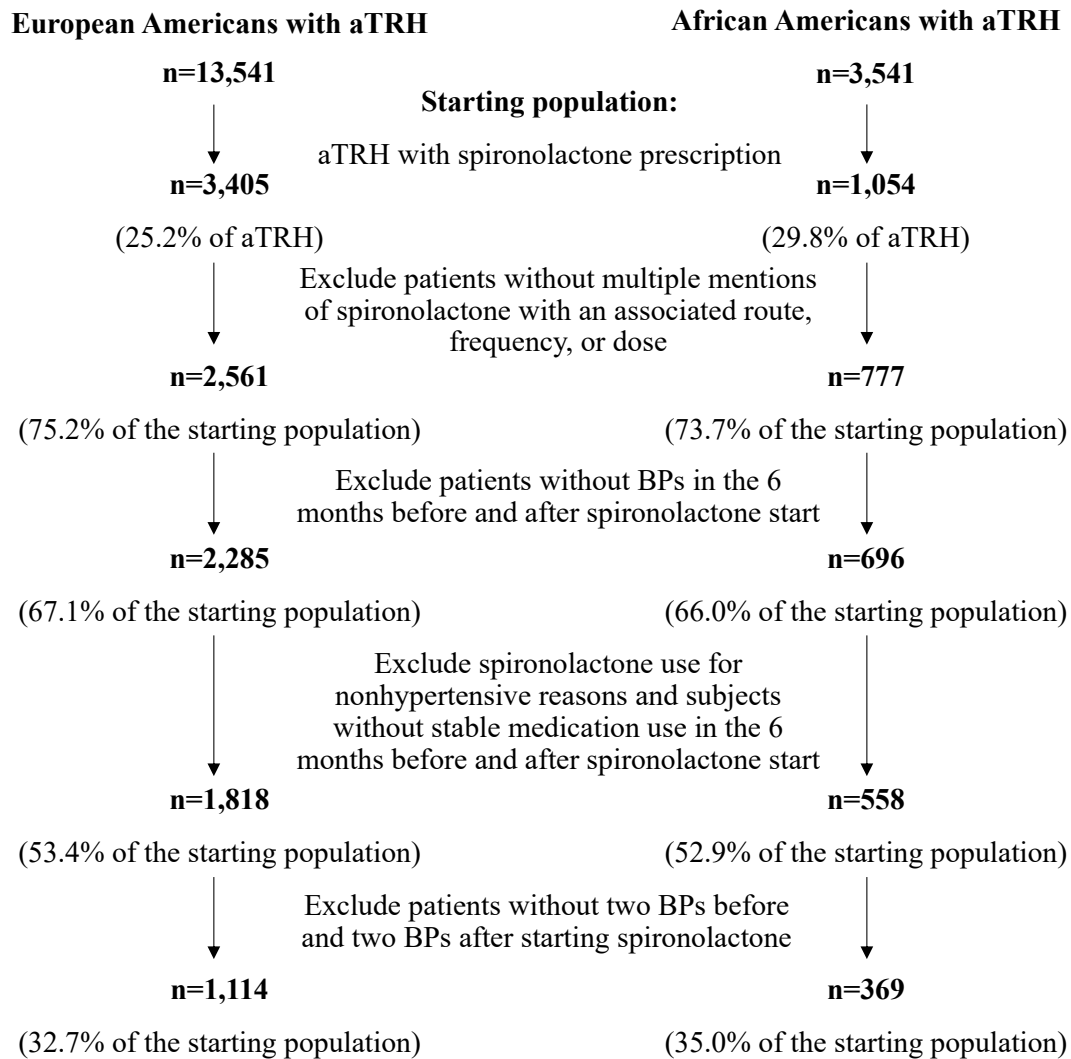 European Americans with aTRH
African Americans with aTRH
n=13,541
n=3,541
Starting population:
aTRH with spironolactone prescription
n=3,405
n=1,054
(25.2% of aTRH)
(29.8% of aTRH)
Exclude patients without multiple mentions
of spironolactone with an associated route,
frequency, or dose
n=2,561
n=777
(75.2% of the starting population)
(73.7% of the starting population)
Exclude patients without BPs in the 6
months before and after spironolactone start
n=2,285
n=696
(67.1% of the starting population)
(66.0% of the starting population)
Exclude spironolactone use for
nonhypertensive reasons and subjects
without stable medication use in the 6
months before and after spironolactone start
n=1,818
n=558
(53.4% of the starting population)
(52.9% of the starting population)
Exclude patients without two BPs before
and two BPs after starting spironolactone
n=1,114
n=369
(32.7% of the starting population)
(35.0% of the starting population)